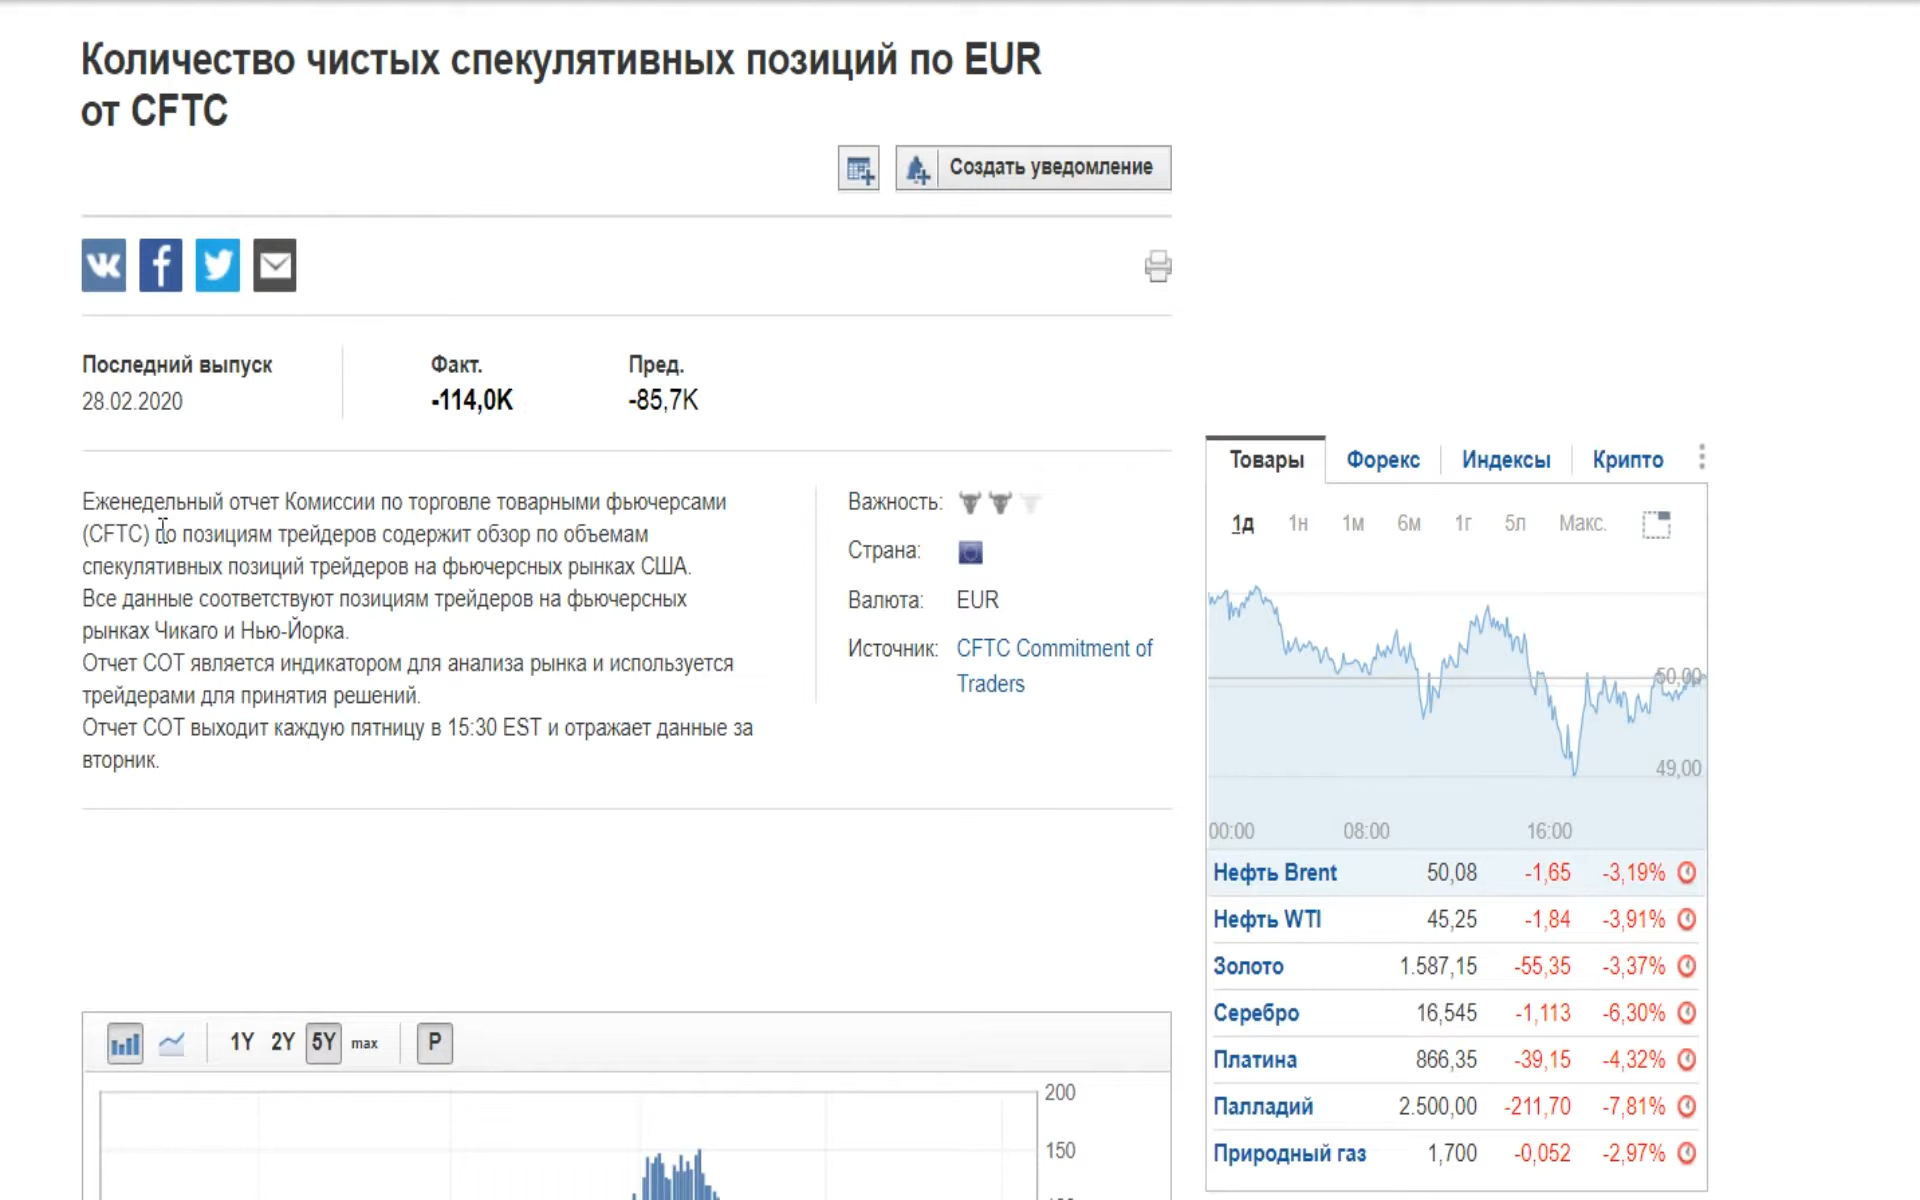 Количество чистых спекулятивных позиций по EUR
от CFTC
Создать уведомление
Последний выпуск
28.02.2020
Факт.
-114,0K
Пред.
-85,7K
Еженедельный отчет Комиссии по торговле товарными фьючерсами
(CFTC) по позициям трейдеров содержит обзор по объемам
спекулятивных позиций трейдеров на фьючерсных рынках США.
Все данные соответствуют позициям трейдеров на фьючерсных
рынках Чикаго и Нью-Йорка.
Отчет COT является индикатором для анализа рынка и используется
трейдерами для принятия решений.
Отчет COT выходит каждую пятницу в 15:30 EST и отражает данные за
вторник.
Важность:
Страна:
Валюта: EUR
Источник: CFTC Commitment of
Traders
Товары Форекс Индексы Крипто
1д 1н 1м 6м 1г 5л Макс.
50,00
49,00
00:00 08:00 16:00
Нефть Brent 50,08 -1,65 -3,19%
Нефть WTI 45,25 -1,84 -3,91%
Золото 1.587,15 -55,35 -3,37%
Серебро 16,545 -1,113 -6,30%
Платина 866,35 -39,15 -4,32%
Палладий 2.500,00 -211,70 -7,81%
Природный газ 1,700 -0,052 -2,97%
1Y 2Y 5Y max P
200
150